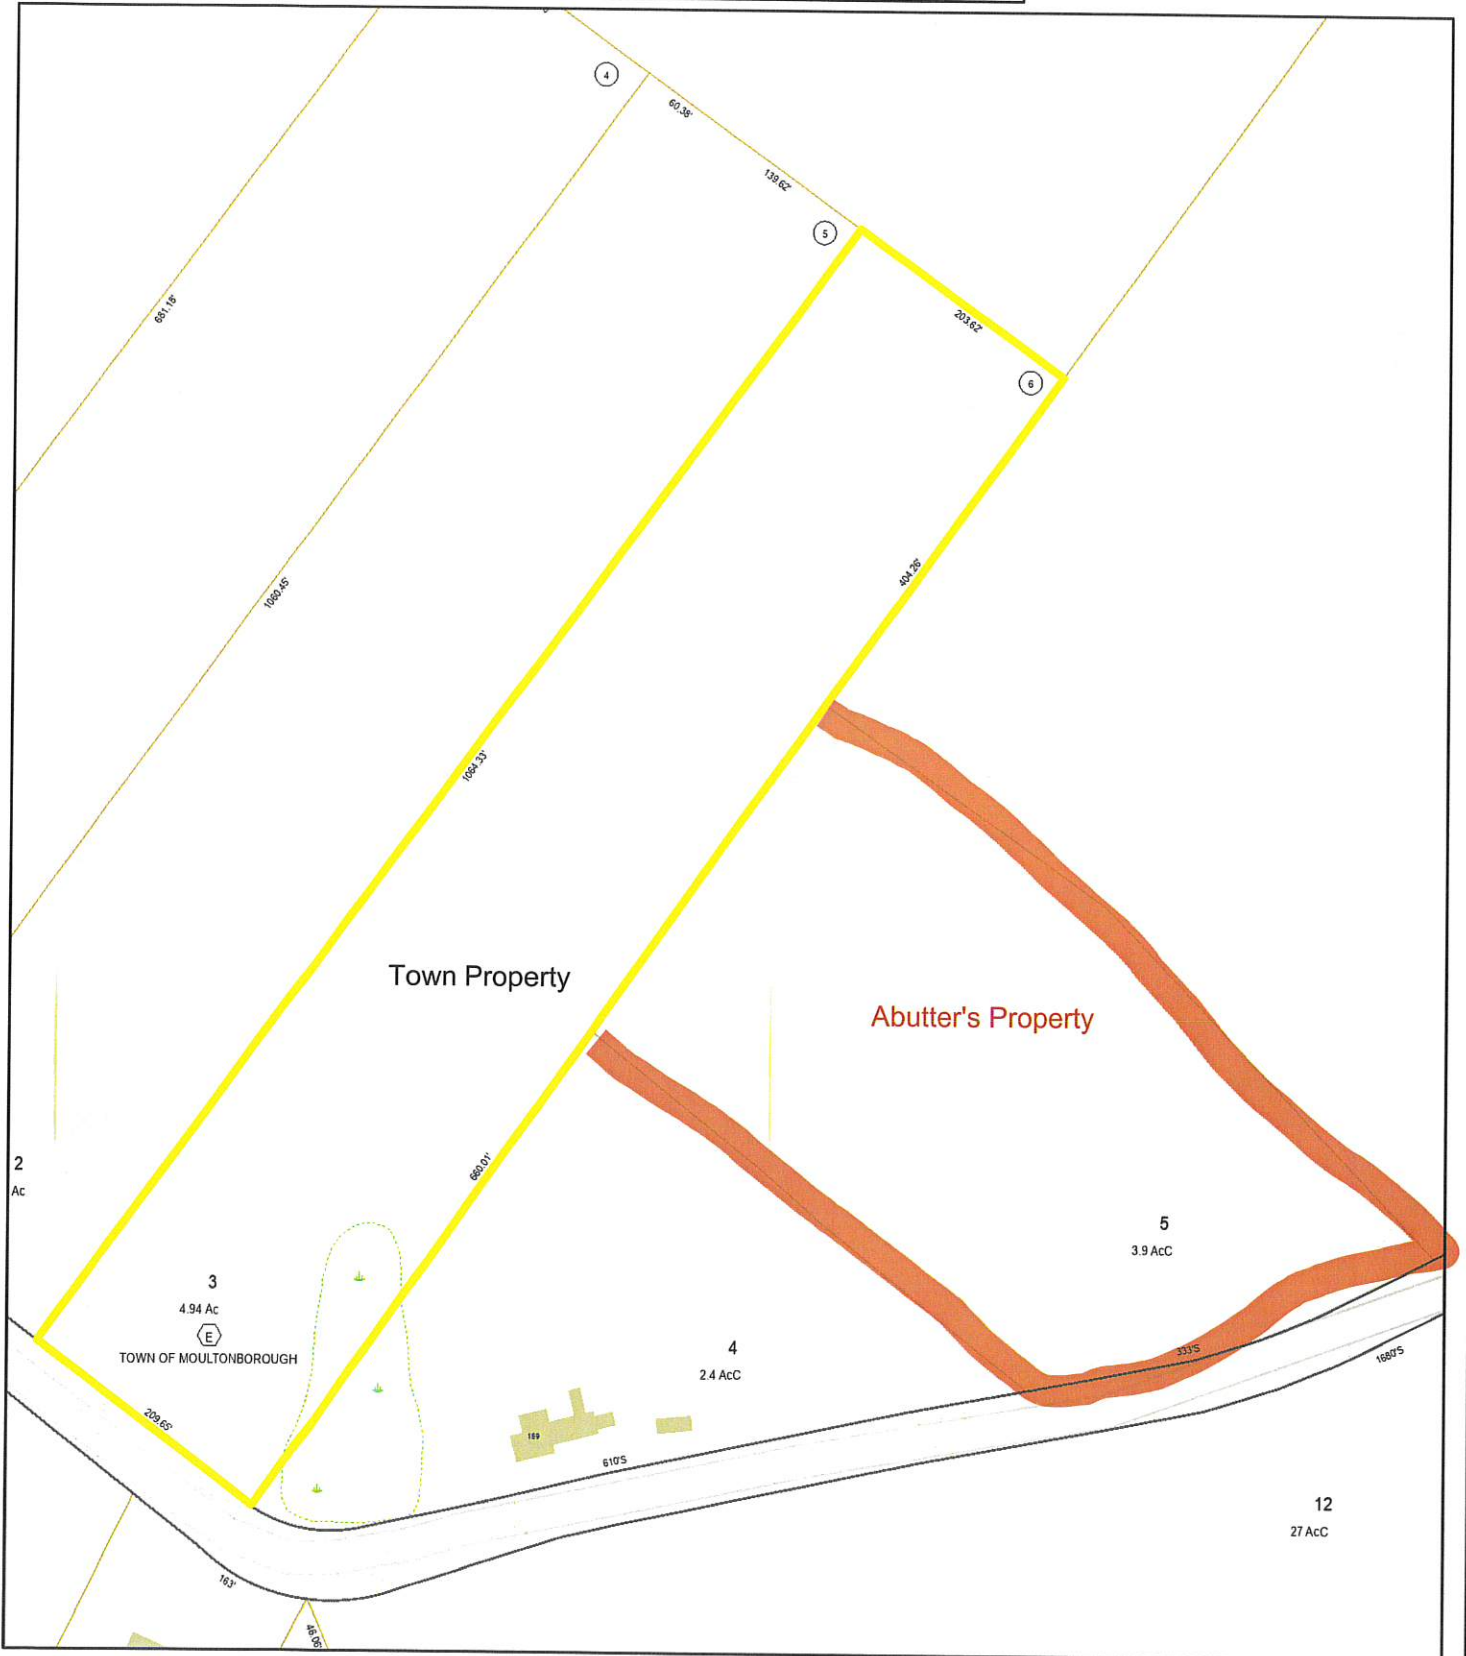 4
60.38'
139.62'
5
203.62'
6
681.18'
404.26'
1060.45'
1064.33'
Town Property
Abutter's Property
2
Ac
660.01'
5
3.9 AcC
3
4.94 Ac
E
TOWN OF MOULTONBOROUGH
4
2.4 AcC
333'S
1680'S
209.65'
189
610'S
12
27 AcC
163'
46.06'